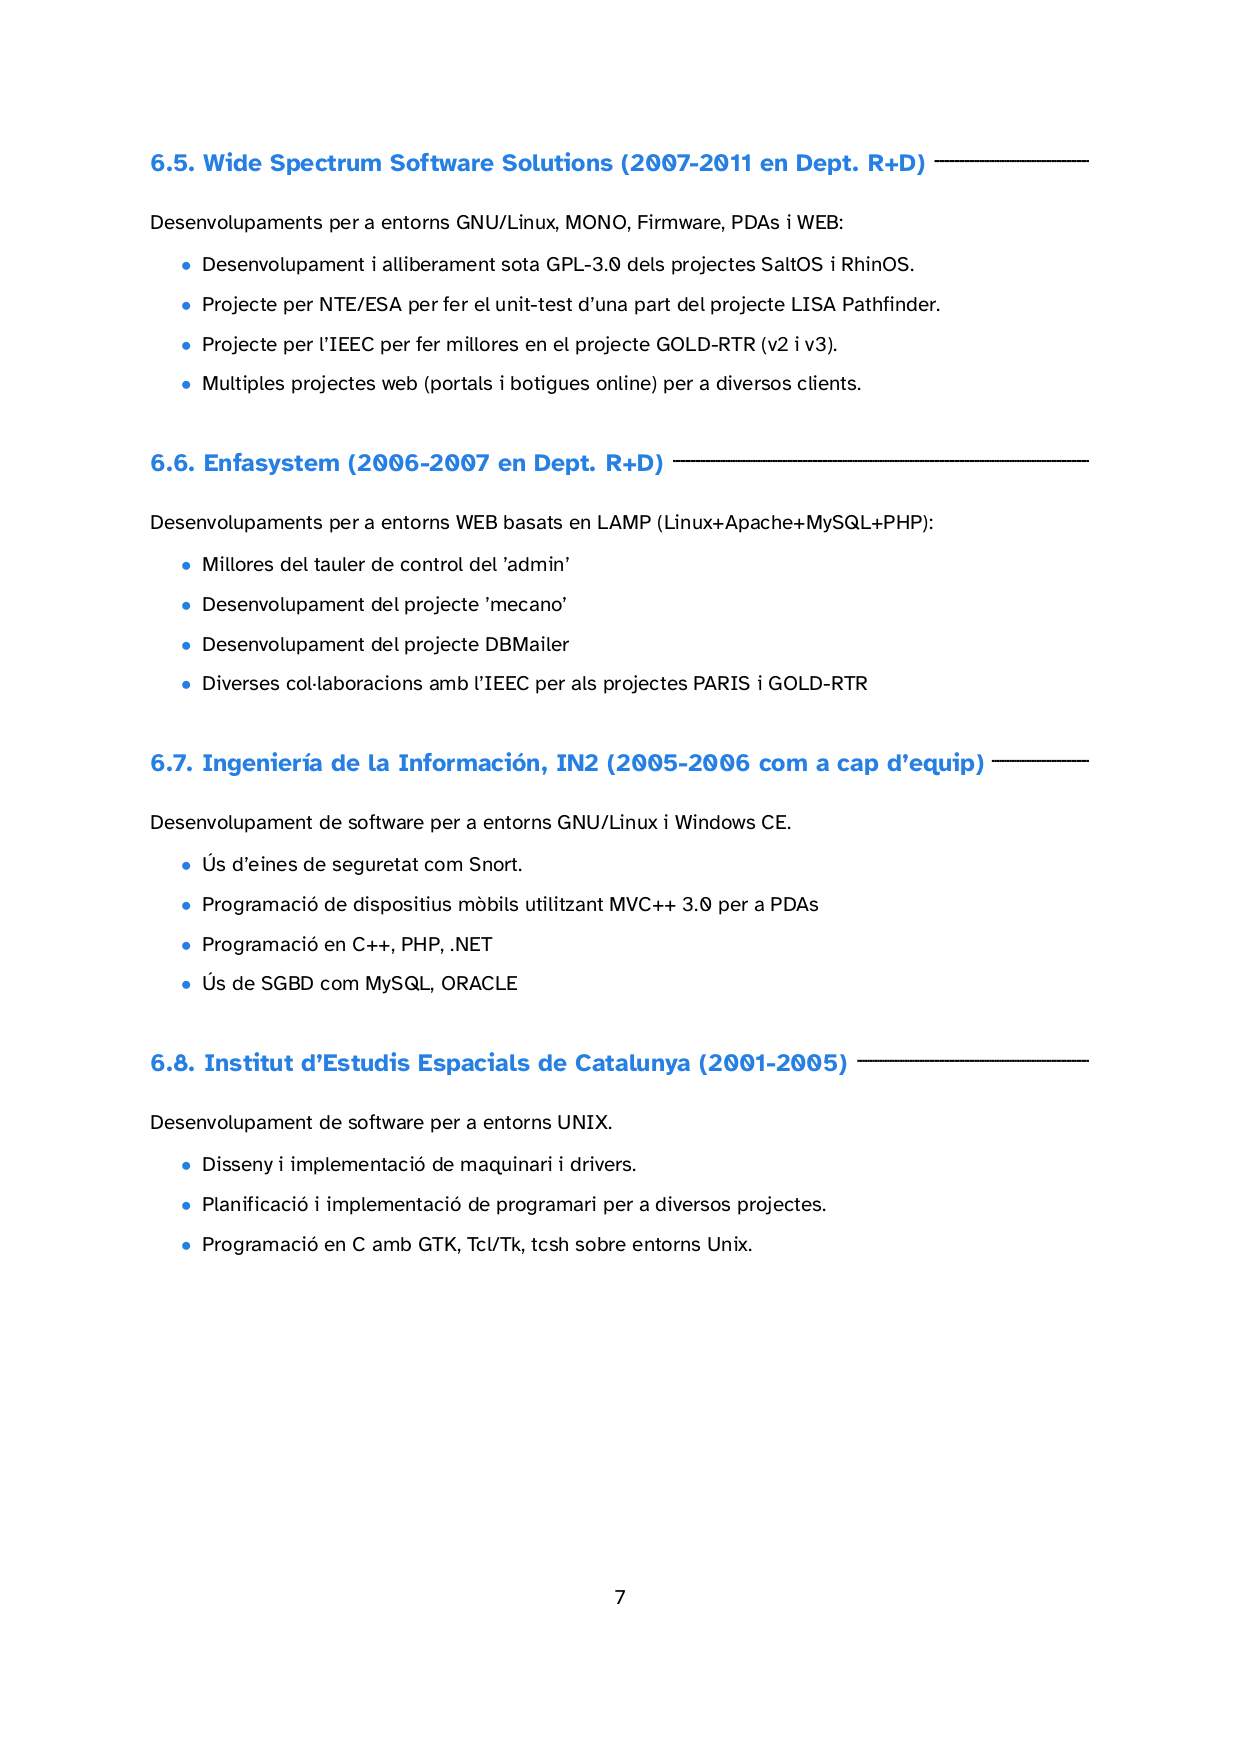 6.5. Wide Spectrum Software Solutions (2007-2011 en Dept. R+D)
Desenvolupaments per a entorns GNU/Linux, MONO, Firmware, PDAs i WEB:
• Desenvolupament i alliberament sota GPL-3.0 dels projectes SaltOS i RhinOS.
• Projecte per NTE/ESA per fer el unit-test d’una part del projecte LISA Pathfinder.
• Projecte per l’IEEC per fer millores en el projecte GOLD-RTR (v2 i v3).
• Multiples projectes web (portals i botigues online) per a diversos clients.
6.6. Enfasystem (2006-2007 en Dept. R+D)
Desenvolupaments per a entorns WEB basats en LAMP (Linux+Apache+MySQL+PHP):
• Millores del tauler de control del ’admin’
• Desenvolupament del projecte ’mecano’
• Desenvolupament del projecte DBMailer
• Diverses col·laboracions amb l’IEEC per als projectes PARIS i GOLD-RTR
6.7. Ingeniería de la Información, IN2 (2005-2006 com a cap d’equip)
Desenvolupament de software per a entorns GNU/Linux i Windows CE.
• Ús d’eines de seguretat com Snort.
• Programació de dispositius mòbils utilitzant MVC++ 3.0 per a PDAs
• Programació en C++, PHP, .NET
• Ús de SGBD com MySQL, ORACLE
6.8. Institut d’Estudis Espacials de Catalunya (2001-2005)
Desenvolupament de software per a entorns UNIX.
• Disseny i implementació de maquinari i drivers.
• Planificació i implementació de programari per a diversos projectes.
• Programació en C amb GTK, Tcl/Tk, tcsh sobre entorns Unix.
7